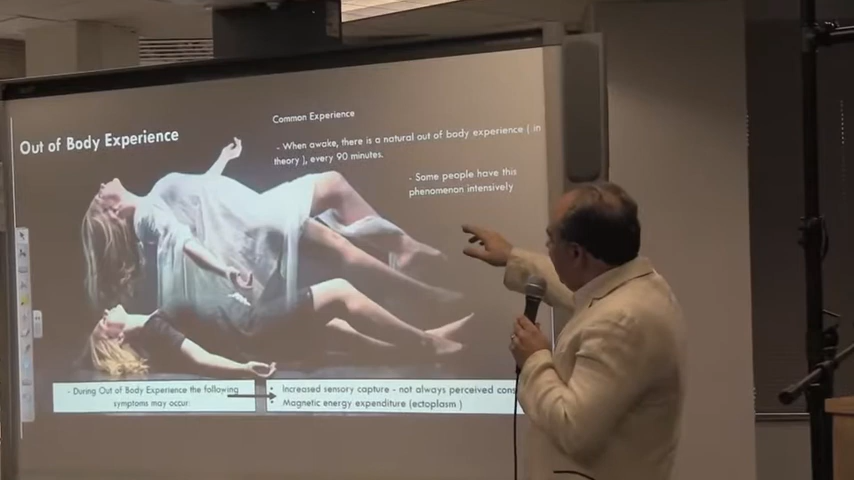 Out of Body Experience
Common Experience
- When awake, there is a natural out of body experience ( in
theory ), every 90 minutes.
- Some people have this
phenomenon intensively
- During Out of Body Experience the following
symptoms may occur:
Increased sensory capture - not always perceived
Magnetic energy expenditure (ectoplasm)